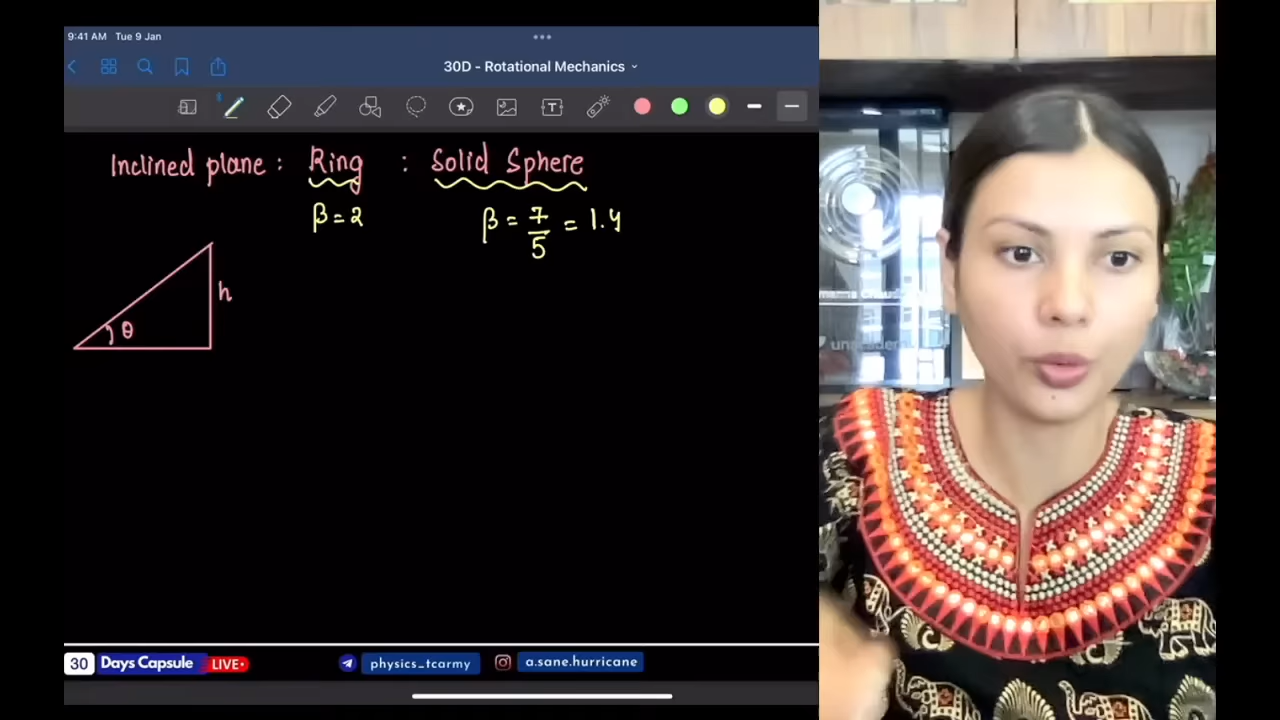 9:41 AM Tue 9 Jan
30D - Rotational Mechanics
T
Inclined plane : Ring : Solid Sphere
β = 2
β = 7/5 = 1.4
h
θ
30 Days Capsule LIVE
physics_tcarmy
a.sane.hurricane